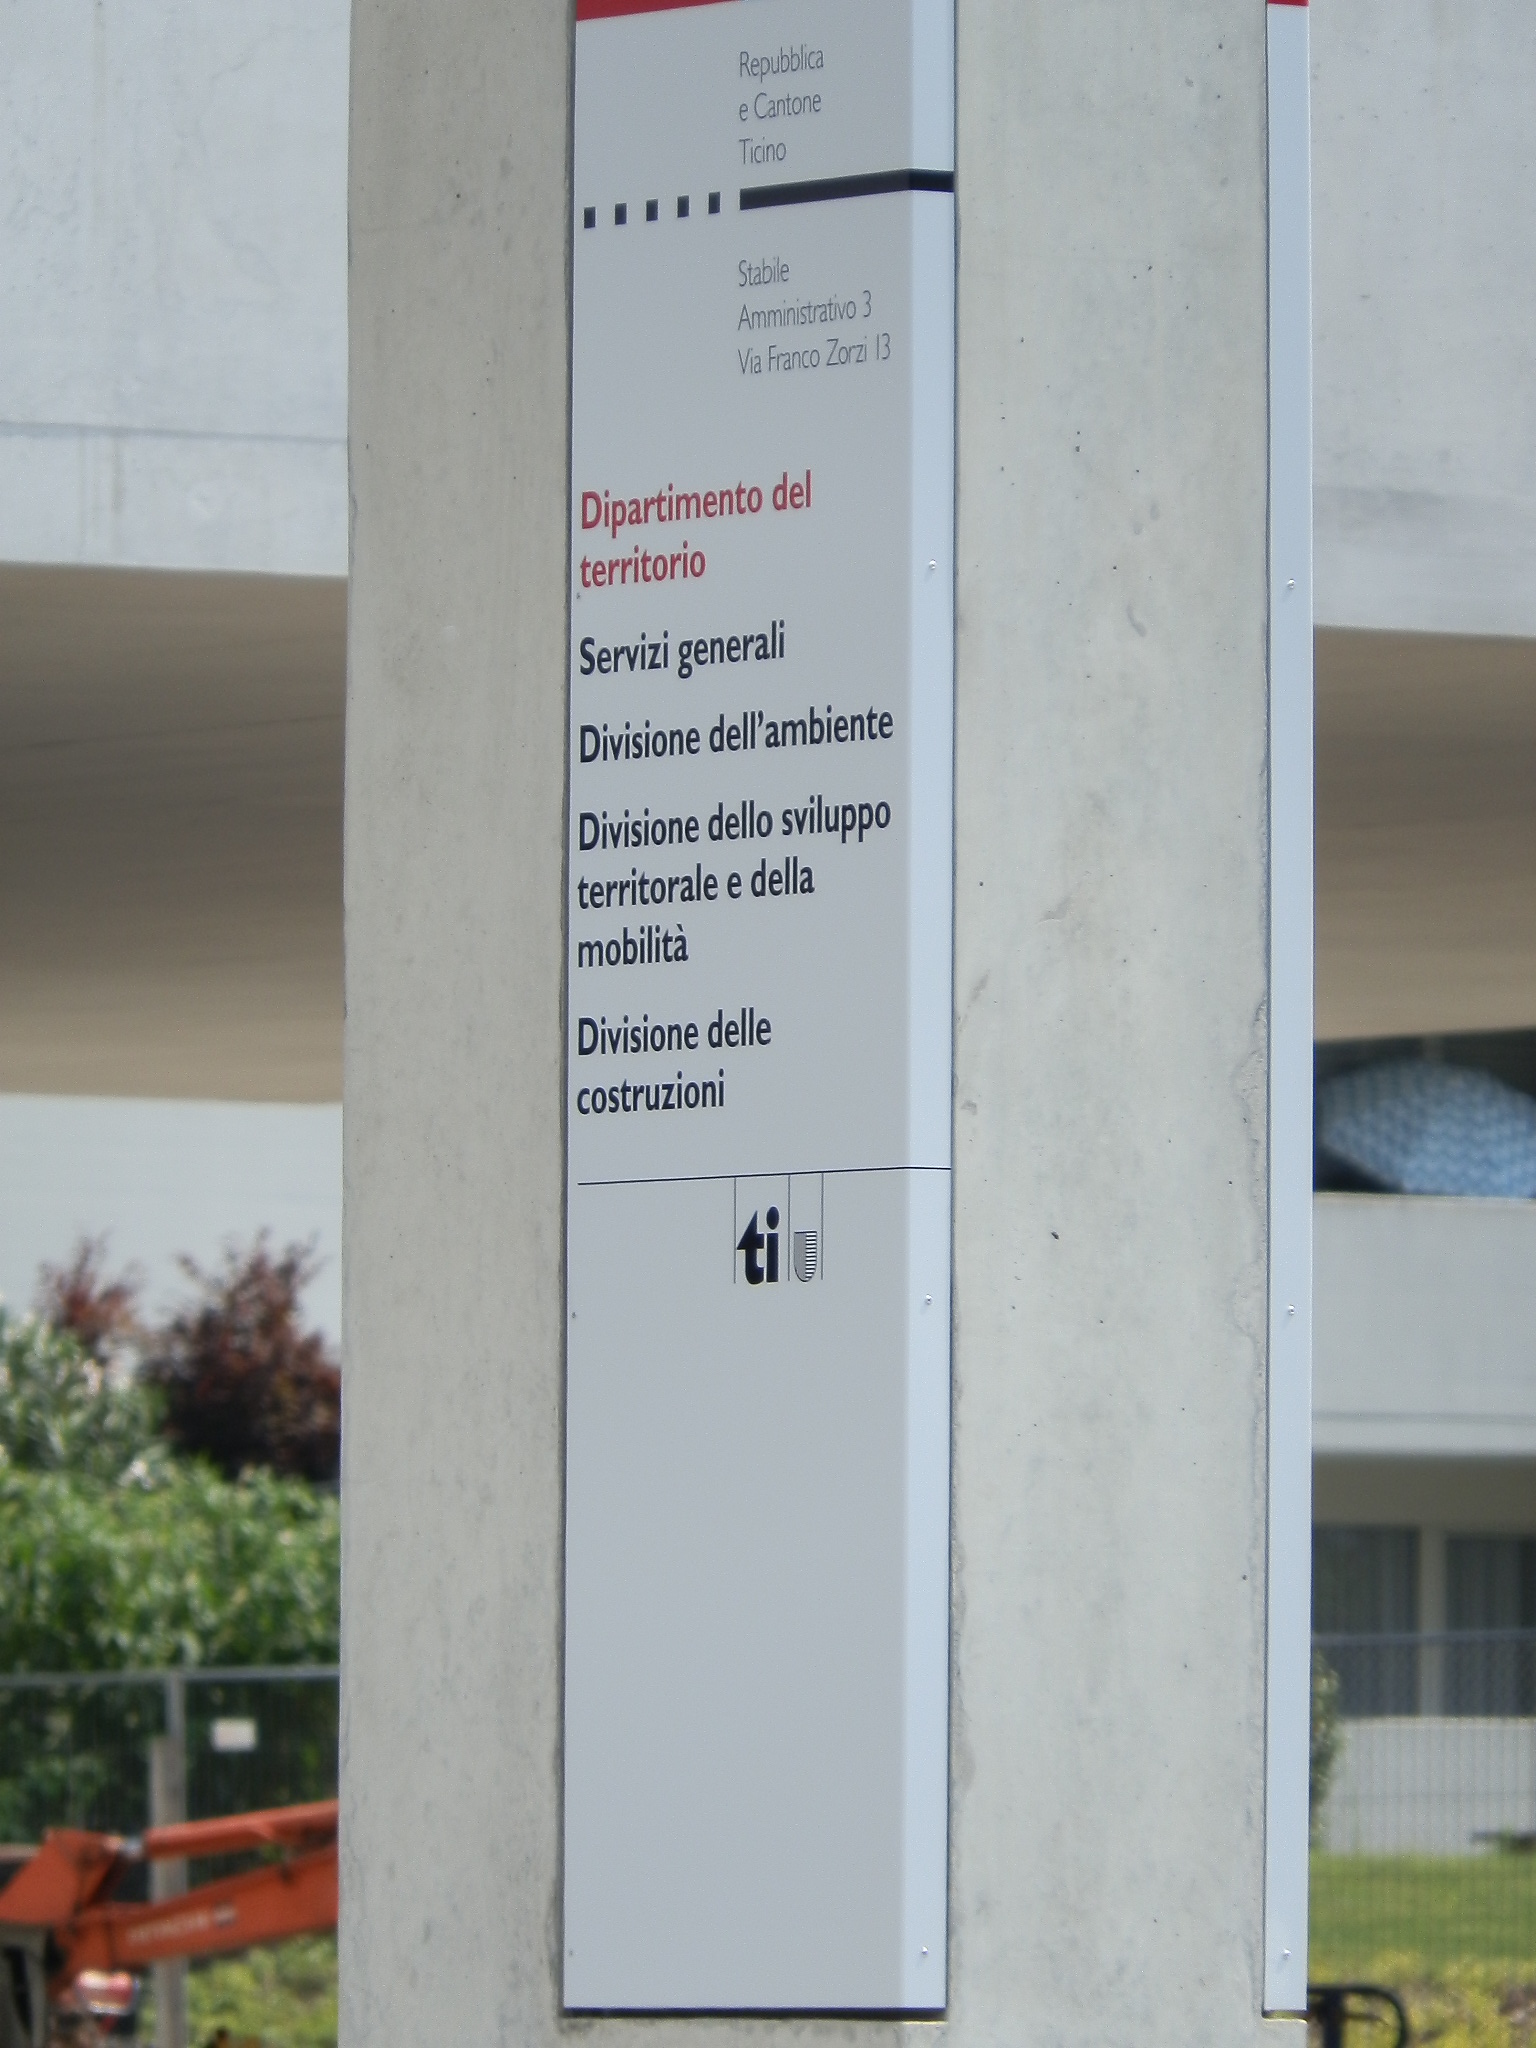 Repubblica
e Cantone
Ticino
Stabile
Amministrativo 3
Via Franco Zorzi 13
Dipartimento del
territorio
Servizi generali
Divisione dell'ambiente
Divisione dello sviluppo
territorale e della
mobilità
Divisione delle
costruzioni
ti
HITACHI